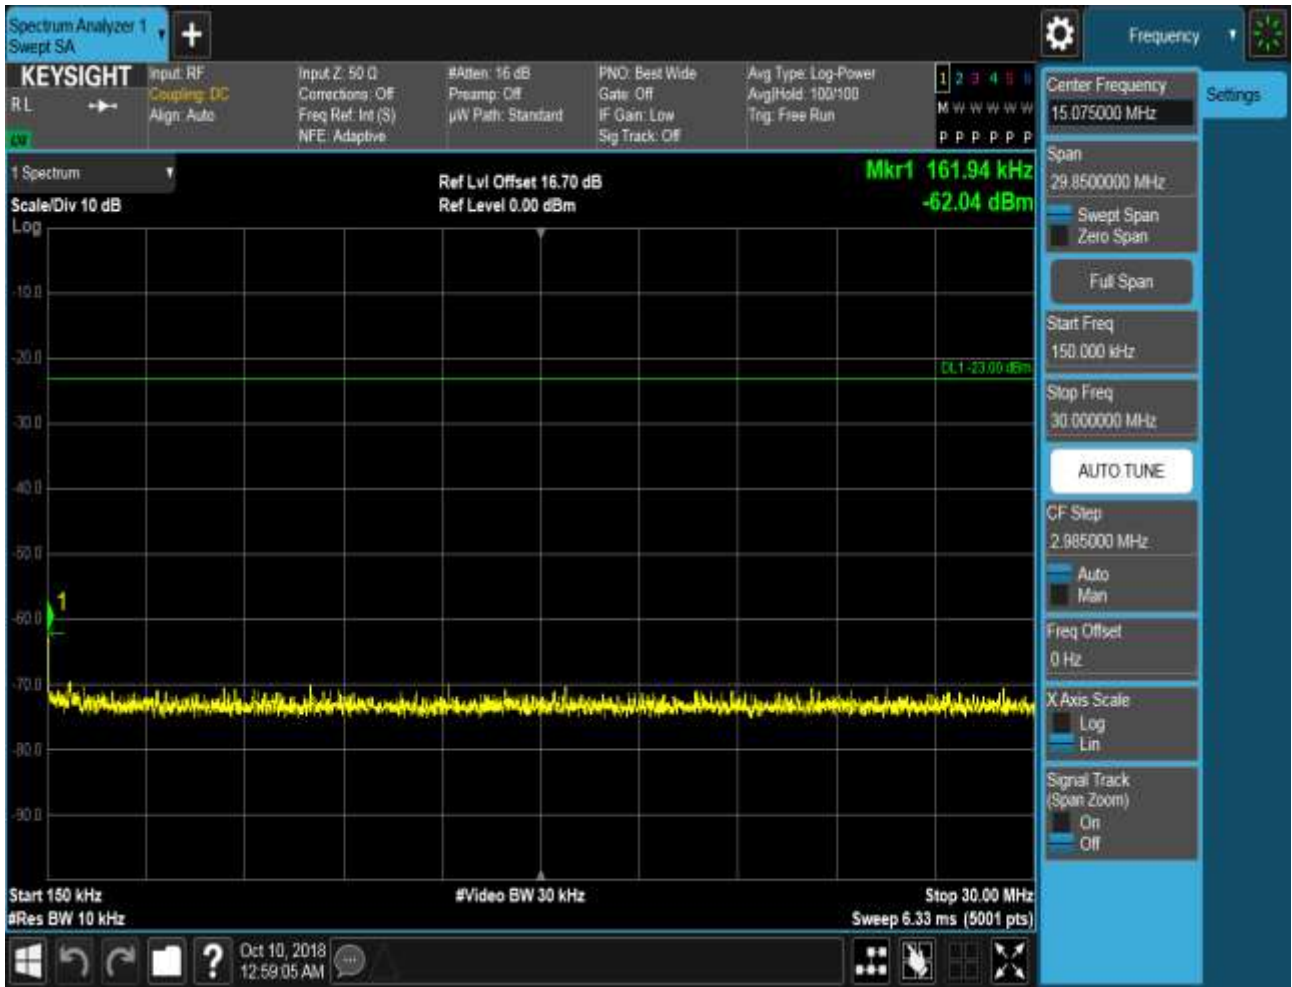 Spectrum Analyzer 1
Swept SA
Frequency
KEYSIGHT
RL
Input: RF
Coupling: DC
Align: Auto
Input Z: 50 Ω
Corrections: Off
Freq Ref: Int (S)
NFE: Adaptive
#Atten: 16 dB
Preamp: Off
µW Path: Standard
PNO: Best Wide
Gate: Off
IF Gain: Low
Sig Track: Off
Avg Type: Log-Power
Avg|Hold: 100/100
Trig: Free Run
1 2 3 4 5 6
M W W W W W
P P P P P P
1 Spectrum
Scale/Div 10 dB
Log
Ref Lvl Offset 16.70 dB
Ref Level 0.00 dBm
Mkr1 161.94 kHz
-62.04 dBm
-10.0
-20.0
DL1 -23.00 dBm
-30.0
-40.0
-50.0
1
-60.0
-70.0
-80.0
-90.0
Start 150 kHz
#Video BW 30 kHz
Stop 30.00 MHz
#Res BW 10 kHz
Sweep 6.33 ms (5001 pts)
Center Frequency
15.075000 MHz
Settings
Span
29.8500000 MHz
Swept Span
Zero Span
Full Span
Start Freq
150.000 kHz
Stop Freq
30.000000 MHz
AUTO TUNE
CF Step
2.985000 MHz
Auto
Man
Freq Offset
0 Hz
X Axis Scale
Log
Lin
Signal Track
(Span Zoom)
On
Off
?
Oct 10, 2018
12:59:05 AM